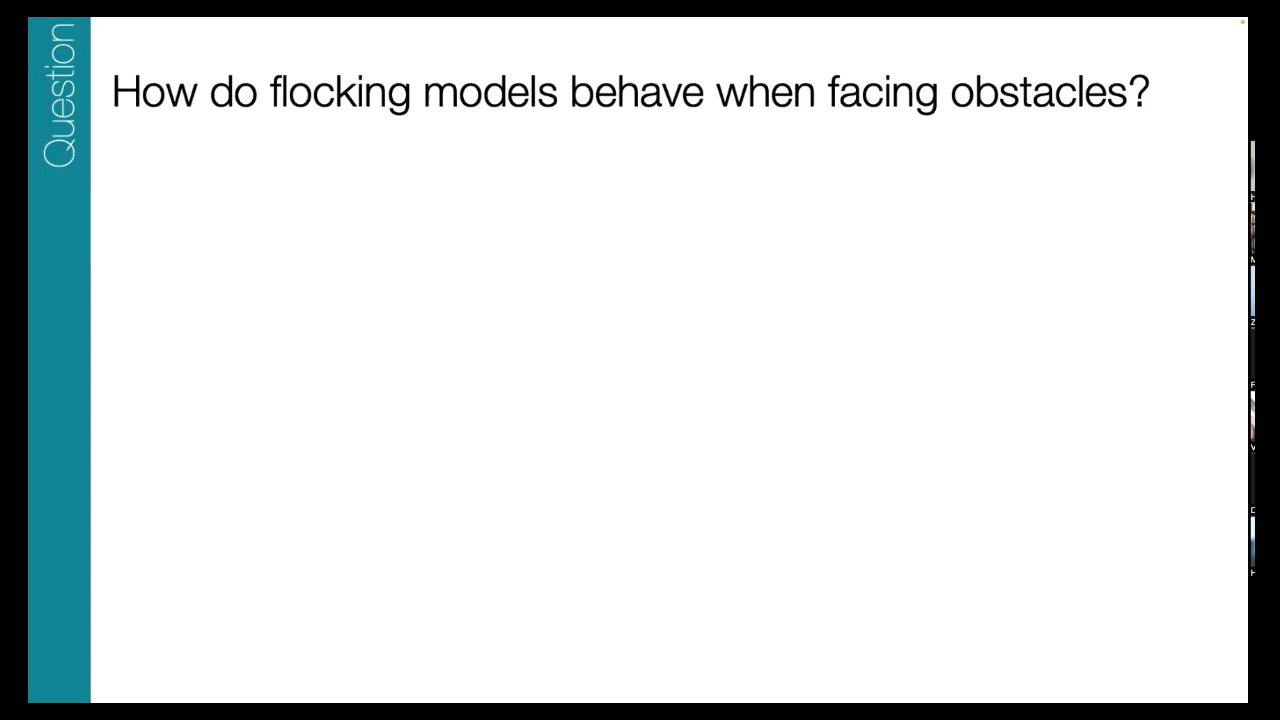 Question
How do flocking models behave when facing obstacles?
H
M
Z
F
V
D
H